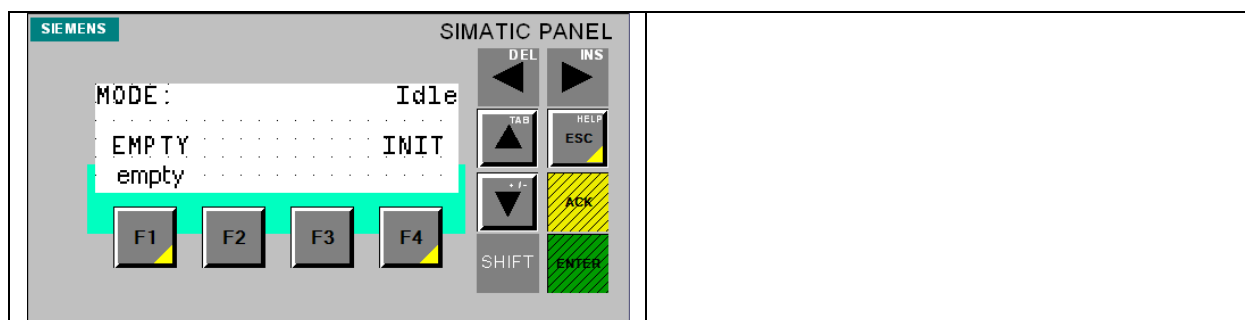 SIEMENS
SIMATIC PANEL
DEL
INS
MODE: Idle
TAB
HELP
ESC
EMPTY INIT
empty
+ / -
ACK
F1 F2 F3 F4
SHIFT
ENTER